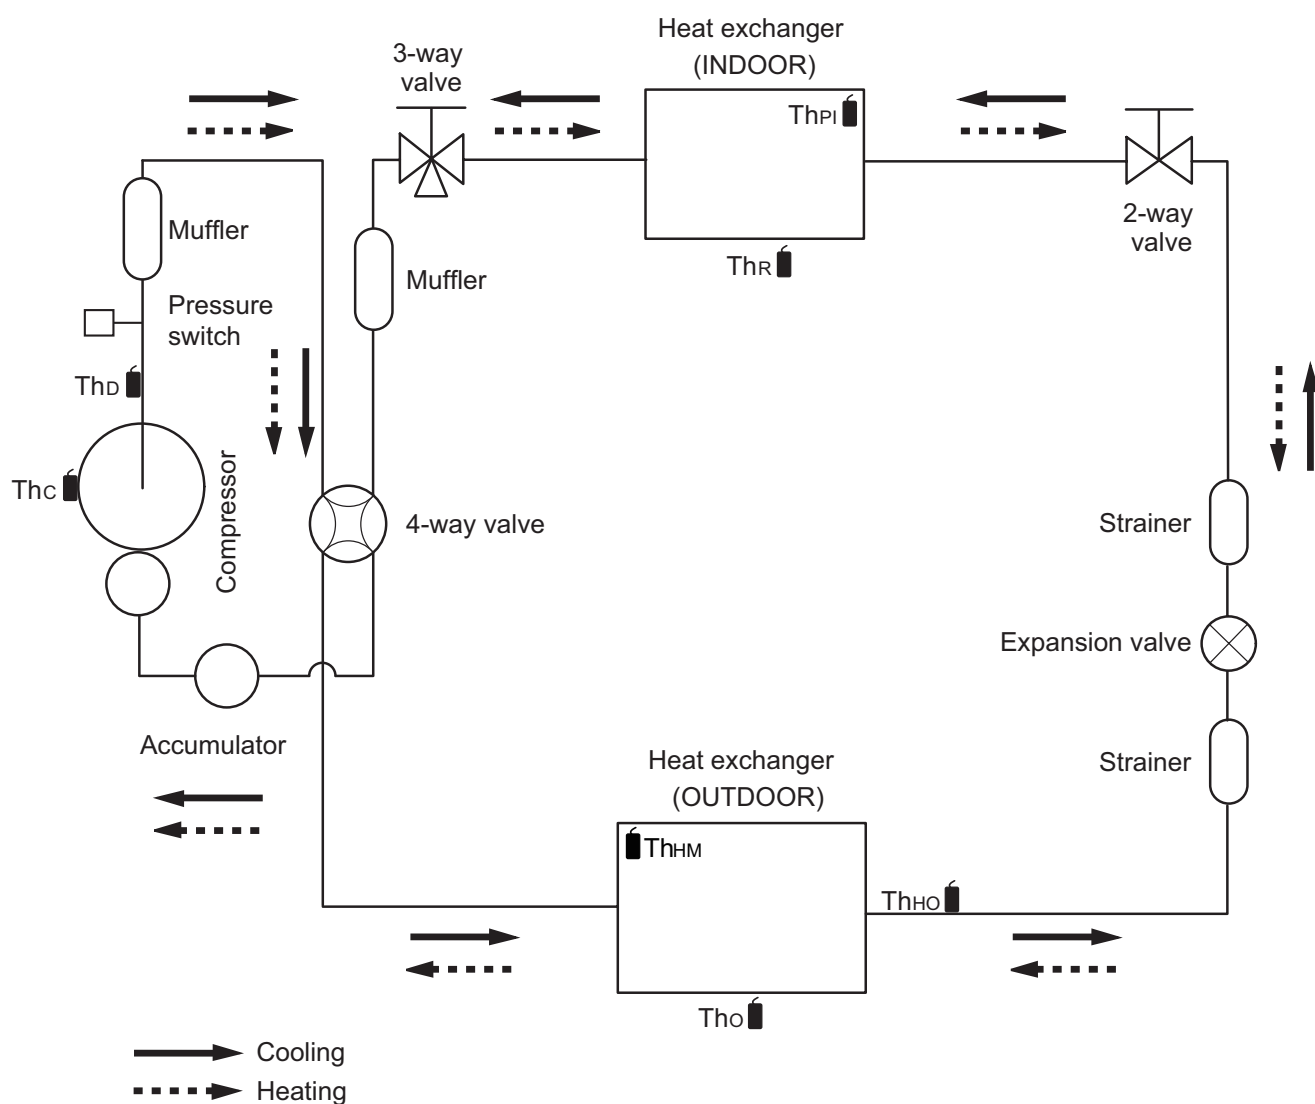 Heat exchanger
(INDOOR)
3-way
valve
ThPI
Muffler
2-way
valve
ThR
Muffler
Pressure
switch
ThD
ThC
Compressor
4-way valve
Strainer
Expansion valve
Accumulator
Heat exchanger
(OUTDOOR)
Strainer
ThHM
ThHO
ThO
Cooling
Heating